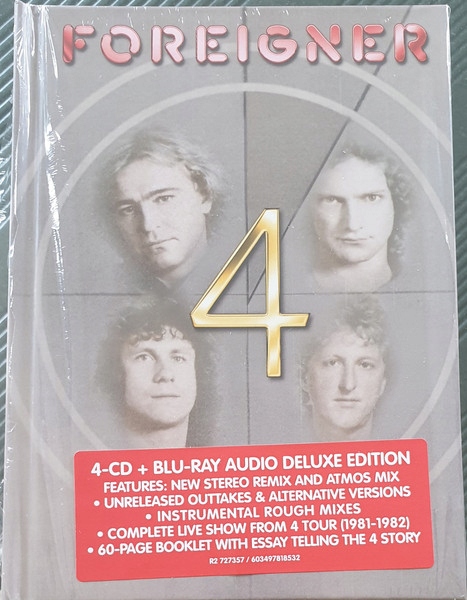 FOREIGNER
4
4-CD + BLU-RAY AUDIO DELUXE EDITION
FEATURES: NEW STEREO REMIX AND ATMOS MIX
• UNRELEASED OUTTAKES & ALTERNATIVE VERSIONS
• INSTRUMENTAL ROUGH MIXES
• COMPLETE LIVE SHOW FROM 4 TOUR (1981-1982)
• 60-PAGE BOOKLET WITH ESSAY TELLING THE 4 STORY
R2 727357 / 603497818532